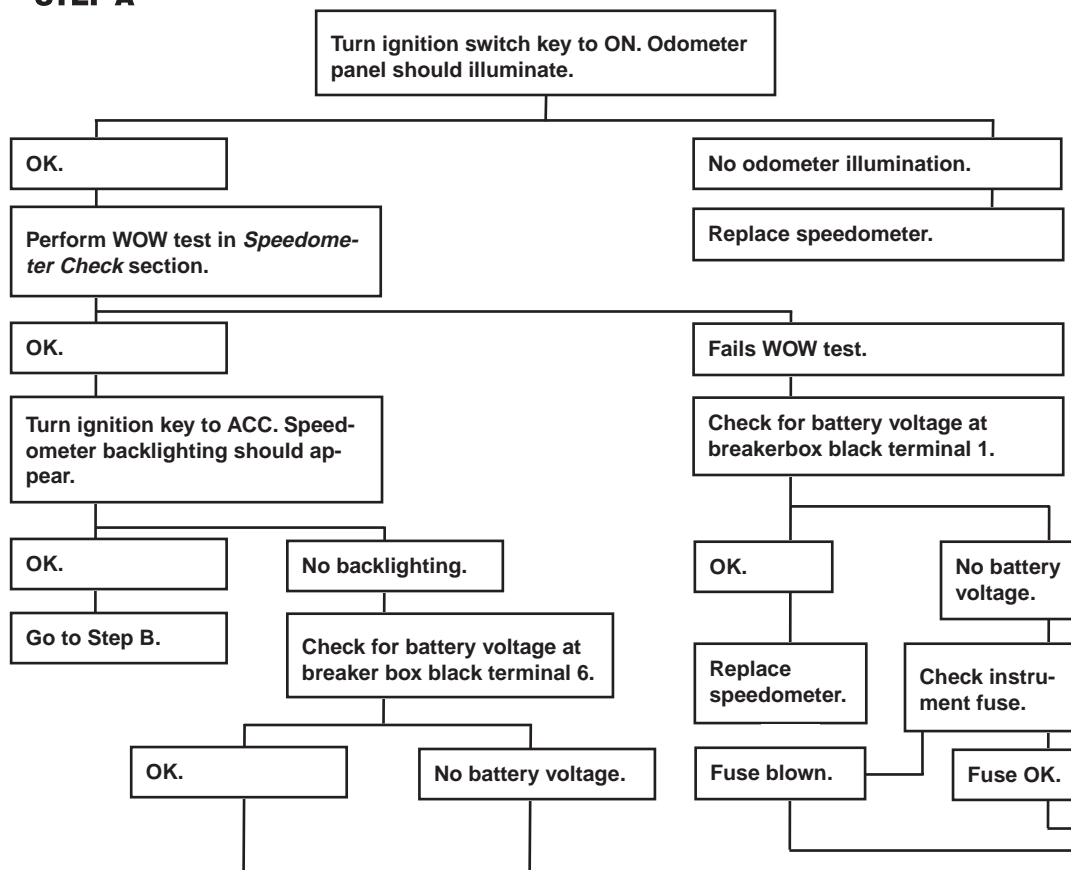 STEP A
Turn ignition switch key to ON. Odometer
panel should illuminate.
OK.
No odometer illumination.
Perform WOW test in Speedome-
ter Check section.
Replace speedometer.
OK.
Fails WOW test.
Turn ignition key to ACC. Speed-
ometer backlighting should ap-
pear.
Check for battery voltage at
breakerbox black terminal 1.
OK.
No backlighting.
OK.
No battery
voltage.
Go to Step B.
Check for battery voltage at
breaker box black terminal 6.
Replace
speedometer.
Check instru-
ment fuse.
OK.
No battery voltage.
Fuse blown.
Fuse OK.